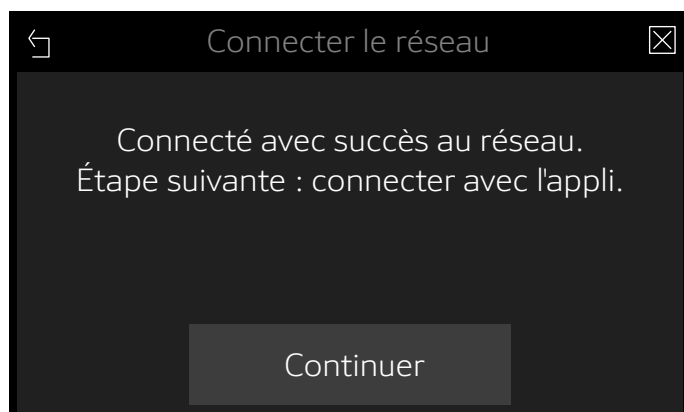 Connecter le réseau
Connecté avec succès au réseau.
Étape suivante : connecter avec l'appli.
Continuer